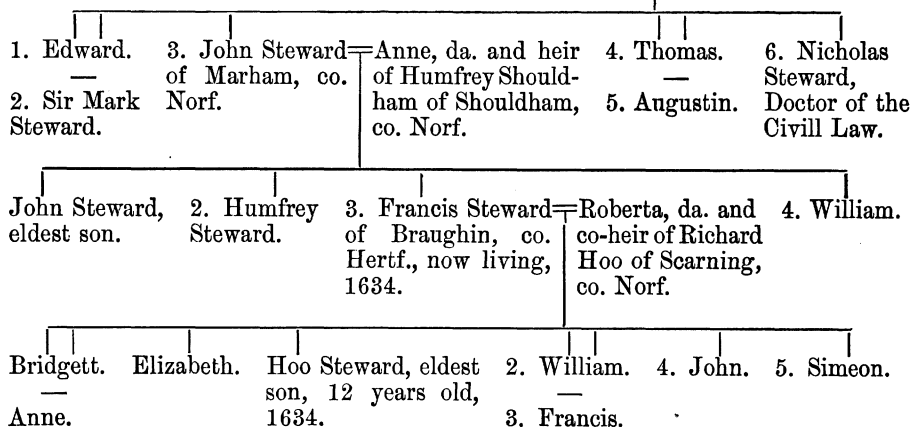 1. Edward.
—
2. Sir Mark
Steward.
3. John Steward
of Marham, co.
Norf.
Anne, da. and heir
of Humfrey Should-
ham of Shouldham,
co. Norf.
4. Thomas.
—
5. Augustin.
6. Nicholas
Steward,
Doctor of the
Civill Law.
John Steward,
eldest son.
2. Humfrey
Steward.
3. Francis Steward
of Braughin, co.
Hertf., now living,
1634.
Roberta, da. and
co-heir of Richard
Hoo of Scarning,
co. Norf.
4. William.
Bridgett.
—
Anne.
Elizabeth.
Hoo Steward, eldest
son, 12 years old,
1634.
2. William.
—
3. Francis.
4. John.
5. Simeon.